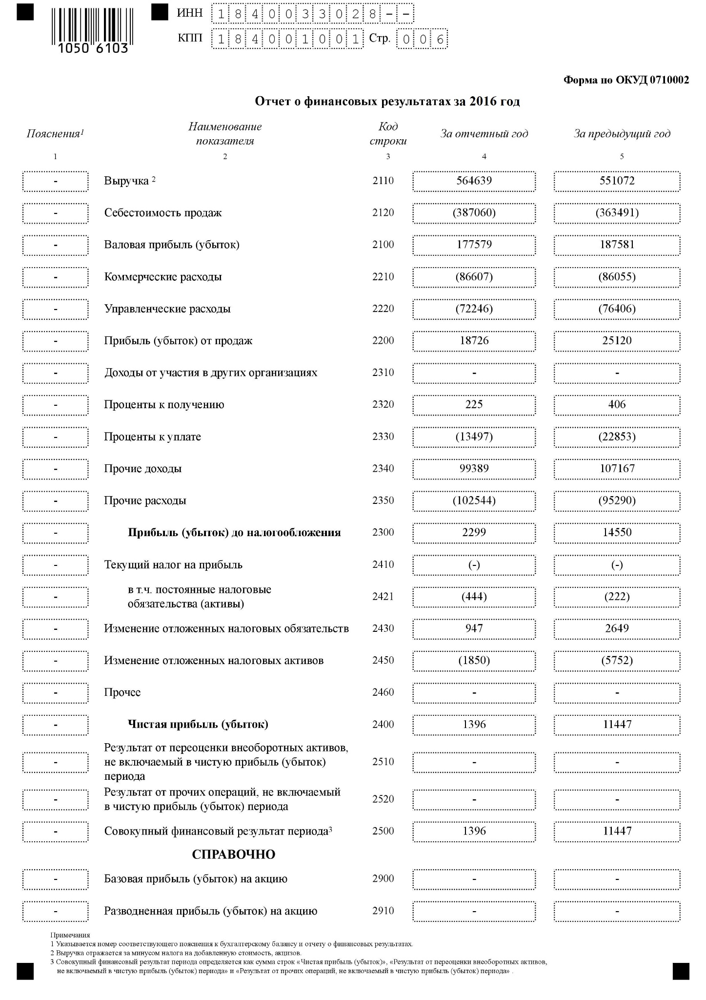 ИНН 1840033028--
КПП 184001001 Стр. 006
1050 6103
Форма по ОКУД 0710002
Отчет о финансовых результатах за 2016 год
Пояснения1 Наименование показателя Код строки За отчетный год За предыдущий год
1 2 3 4 5
- Выручка 2 2110 564639 551072
- Себестоимость продаж 2120 (387060) (363491)
- Валовая прибыль (убыток) 2100 177579 187581
- Коммерческие расходы 2210 (86607) (86055)
- Управленческие расходы 2220 (72246) (76406)
- Прибыль (убыток) от продаж 2200 18726 25120
- Доходы от участия в других организациях 2310 - -
- Проценты к получению 2320 225 406
- Проценты к уплате 2330 (13497) (22853)
- Прочие доходы 2340 99389 107167
- Прочие расходы 2350 (102544) (95290)
- Прибыль (убыток) до налогообложения 2300 2299 14550
- Текущий налог на прибыль 2410 (-) (-)
в т.ч. постоянные налоговые
- обязательства (активы) 2421 (444) (222)
- Изменение отложенных налоговых обязательств 2430 947 2649
- Изменение отложенных налоговых активов 2450 (1850) (5752)
- Прочее 2460 - -
- Чистая прибыль (убыток) 2400 1396 11447
Результат от переоценки внеоборотных активов,
- не включаемый в чистую прибыль (убыток) 2510 - -
периода
Результат от прочих операций, не включаемый
- в чистую прибыль (убыток) периода 2520 - -
- Совокупный финансовый результат периода3 2500 1396 11447
СПРАВОЧНО
- Базовая прибыль (убыток) на акцию 2900 - -
- Разводненная прибыль (убыток) на акцию 2910 - -
Примечания
1 Указывается номер соответствующего пояснения к бухгалтерскому балансу и отчету о финансовых результатах.
2 Выручка отражается за минусом налога на добавленную стоимость, акцизов.
3 Совокупный финансовый результат периода определяется как сумма строк «Чистая прибыль (убыток)», «Результат от переоценки внеоборотных активов,
не включаемый в чистую прибыль (убыток) периода» и «Результат от прочих операций, не включаемый в чистую прибыль (убыток) периода» .